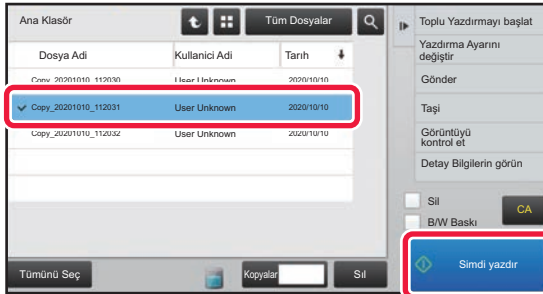 Ana Klasör
Tüm Dosyalar
Dosya Adi Kullanici Adi Tarıh
Copy_20201010_112030 User Unknown 2020/10/10
Copy_20201010_112031 User Unknown 2020/10/10
Copy_20201010_112032 User Unknown 2020/10/10
Tümünü Seç
Kopyalar
Sıl
Toplu Yazdırmayı başlat
Yazdırma Ayarını
değiştir
Gönder
Taşi
Görüntüyü
kontrol et
Detay Bilgilerin görün
Sil
B/W Baskı
CA
Simdi yazdır